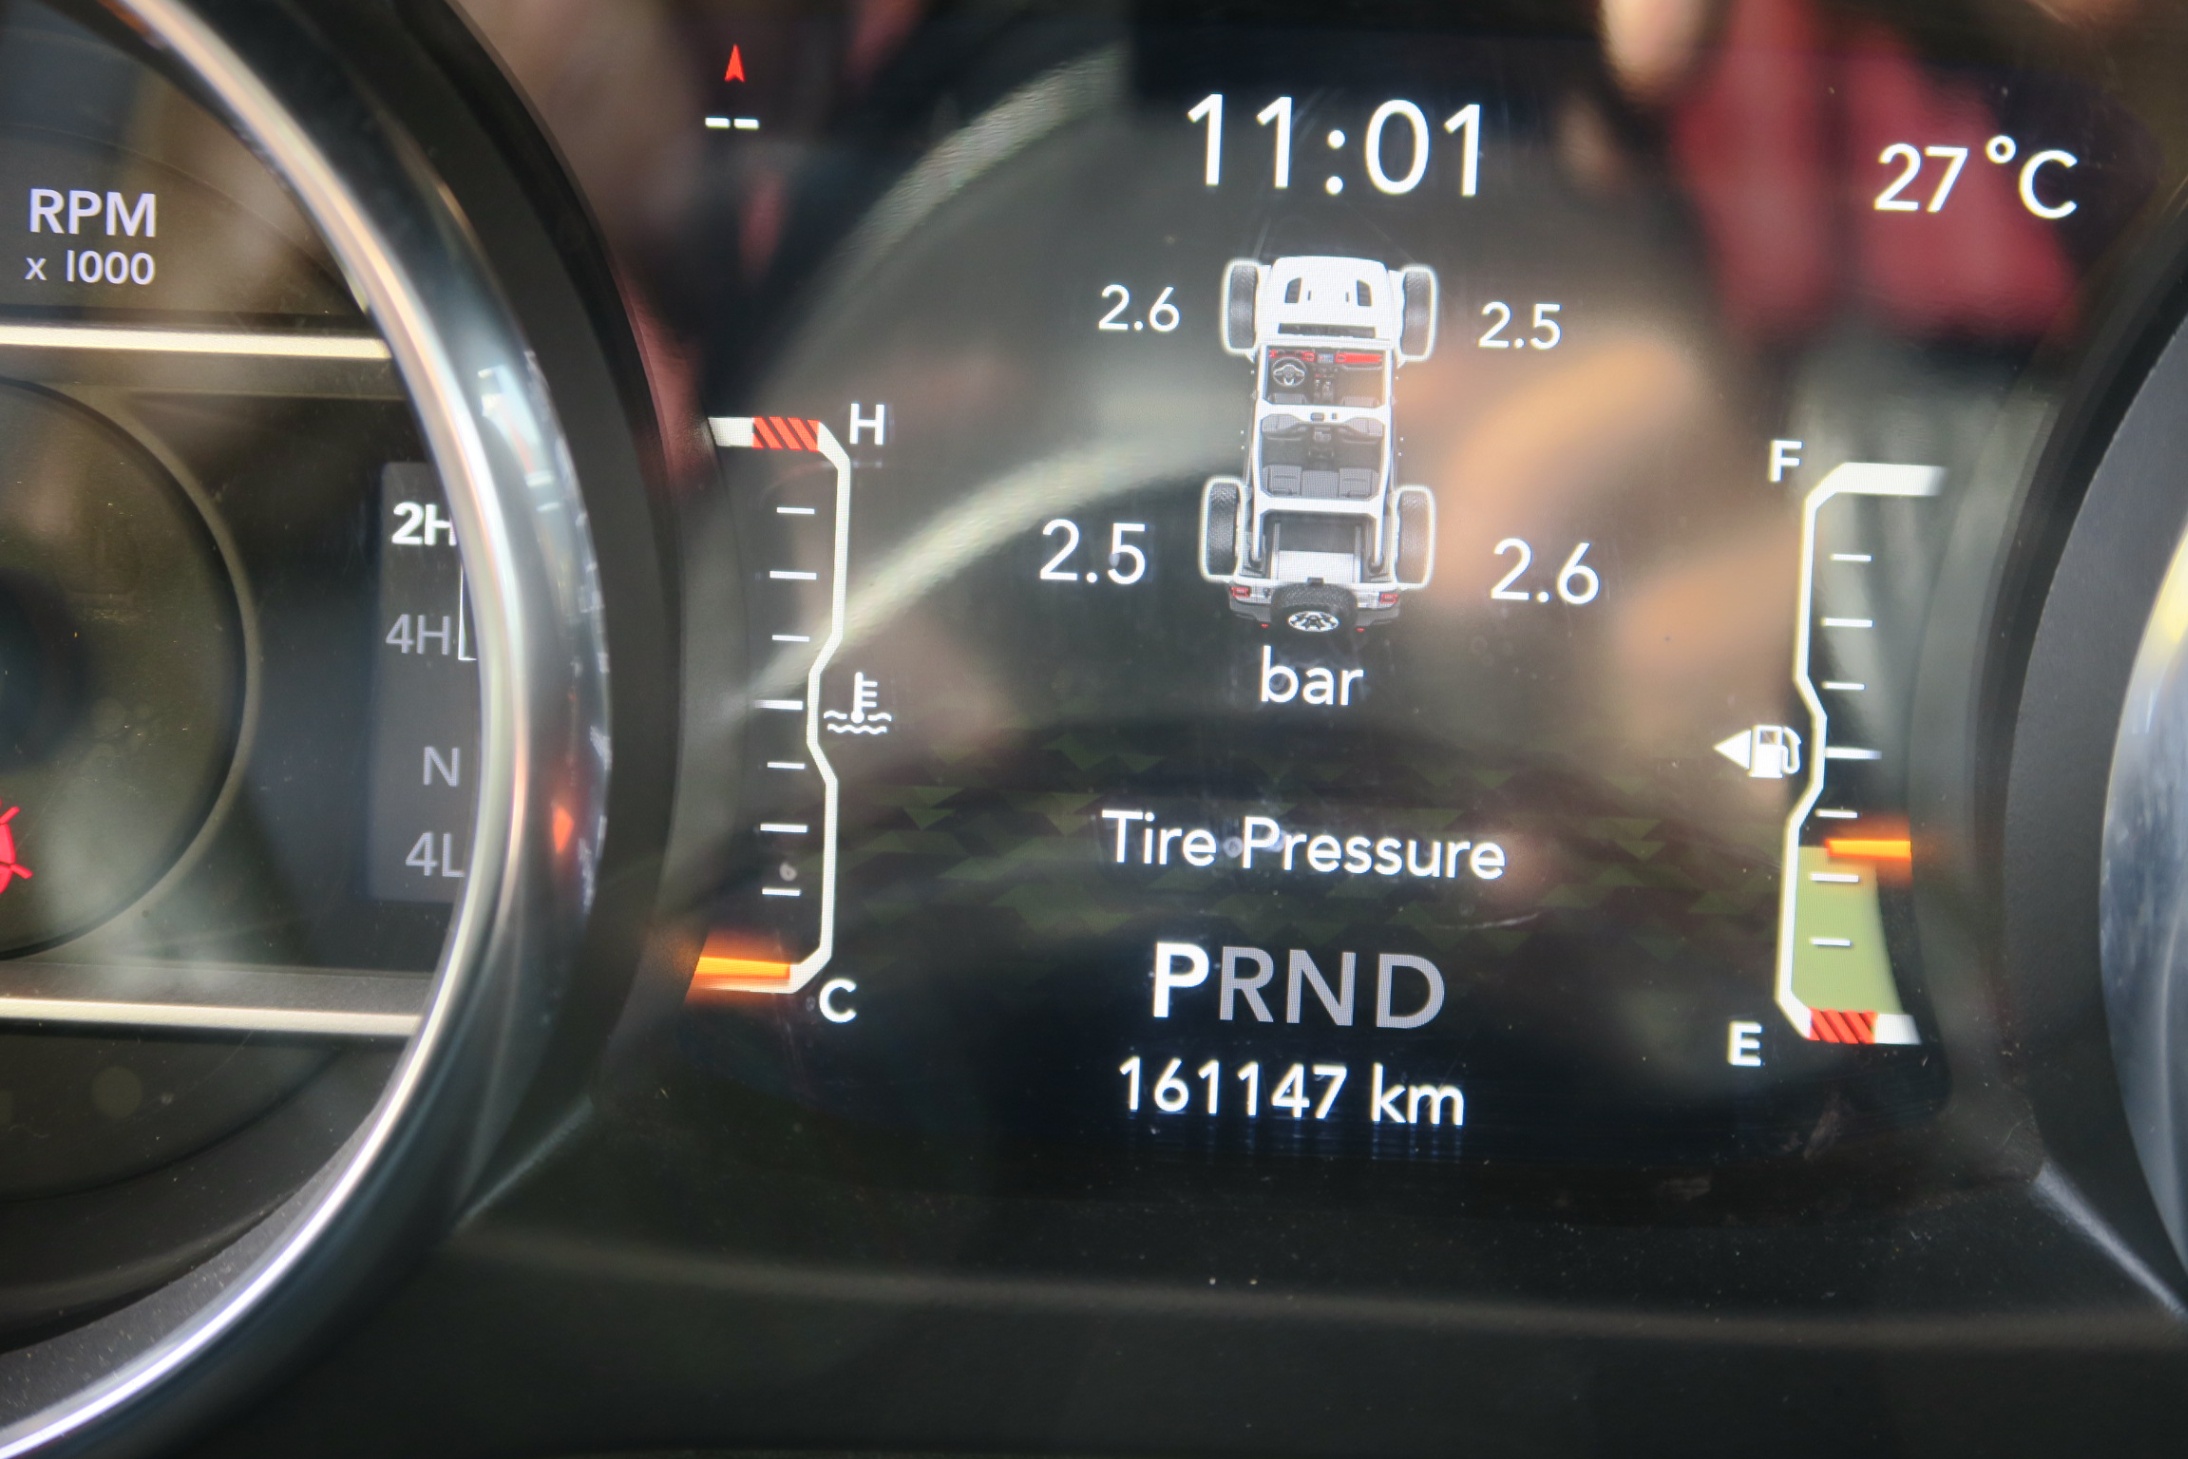 RPM
x 1000
2H
4H
N
4L
--
11:01
27°C
2.6
2.5
2.5
2.6
bar
H
C
F
E
Tire Pressure
PRND
161147 km